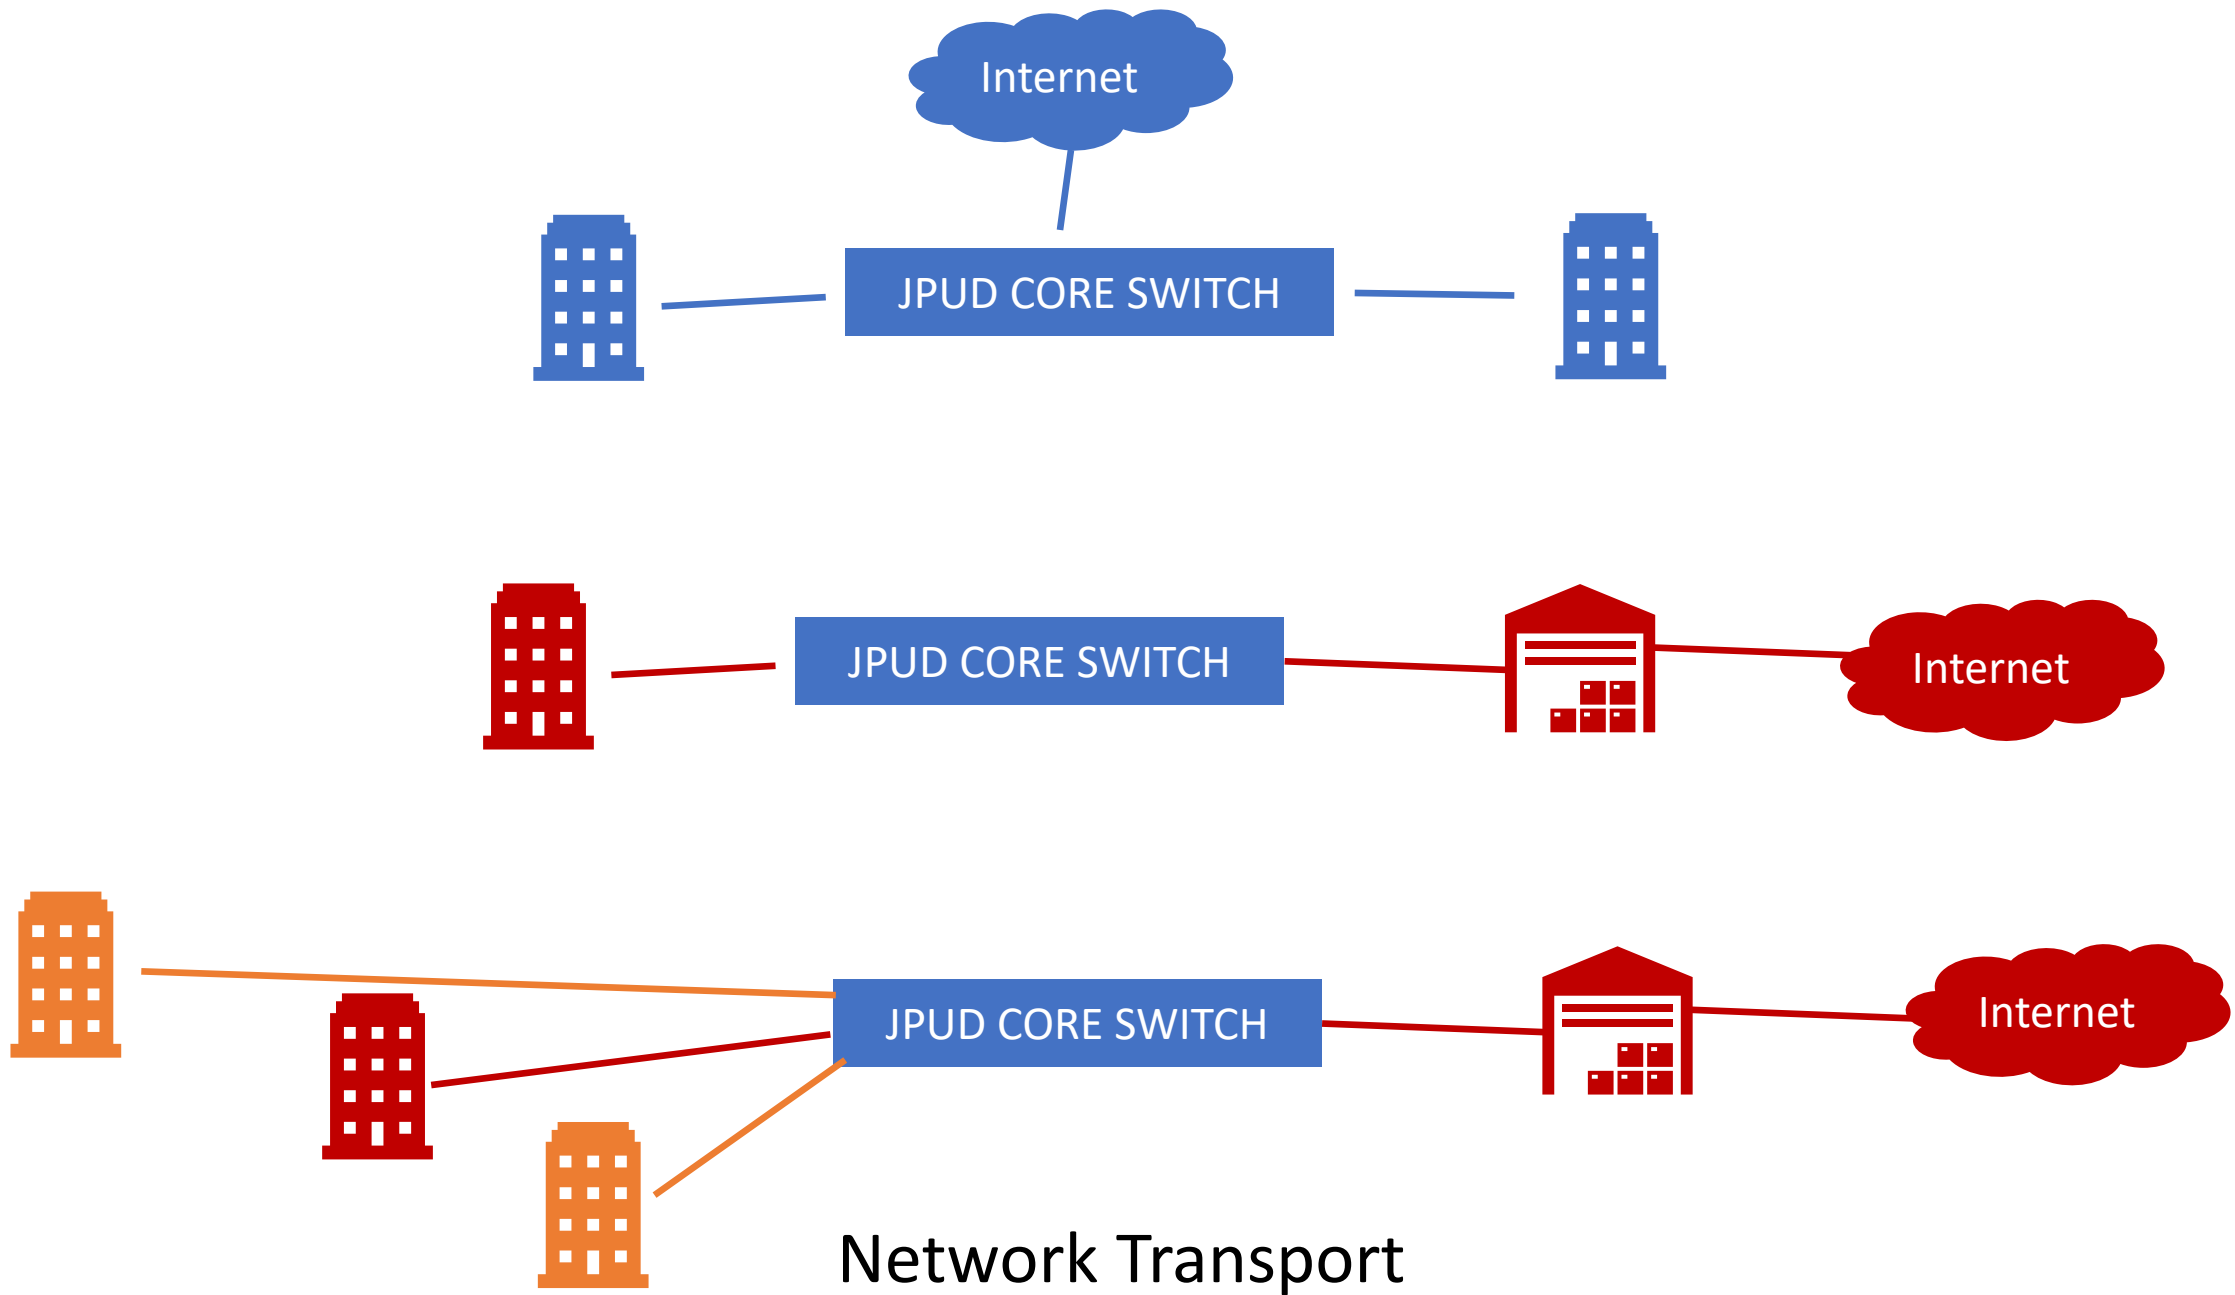 Internet
JPUD CORE SWITCH
JPUD CORE SWITCH
Internet
JPUD CORE SWITCH
Internet
Network Transport